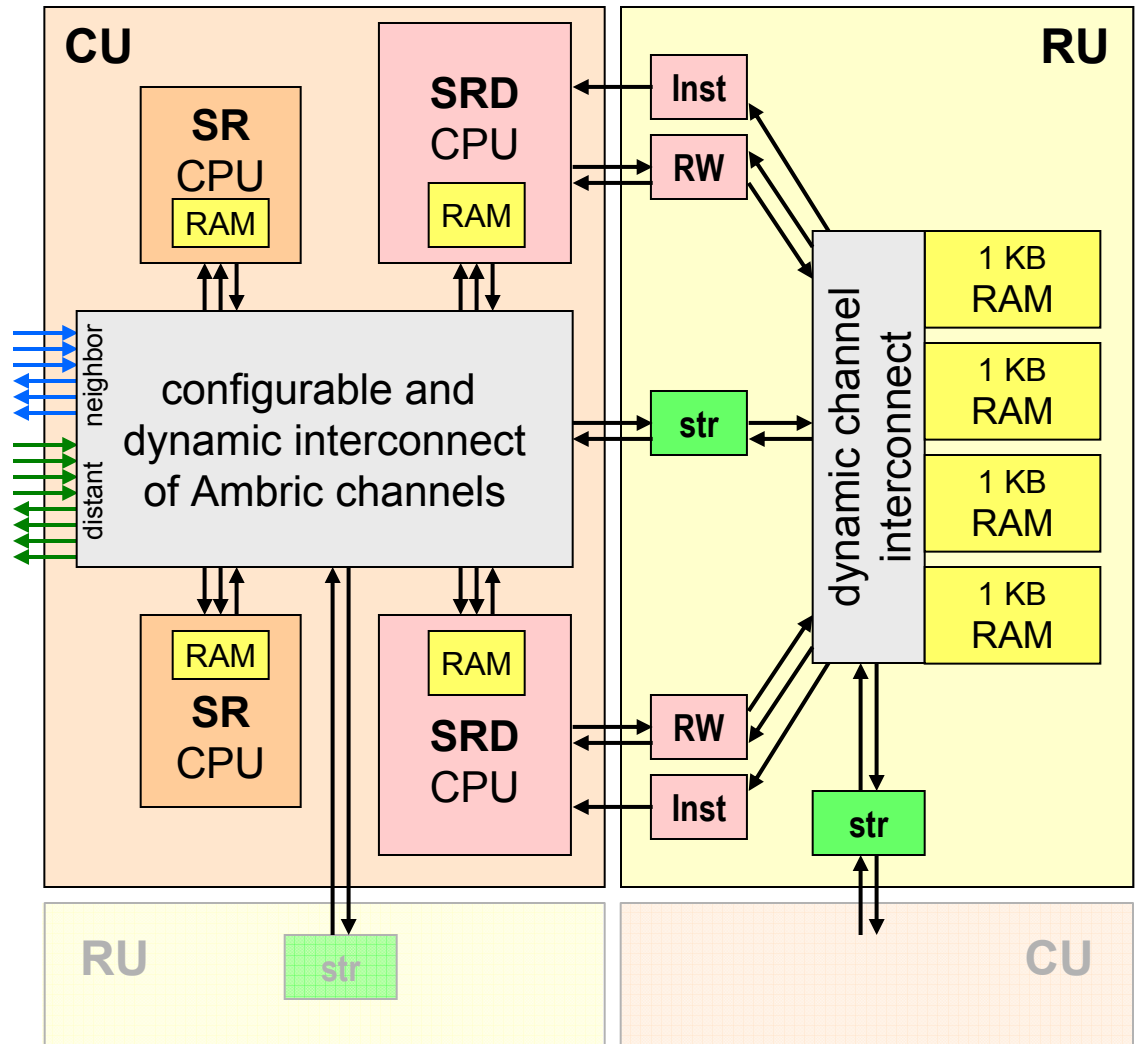 CU
SR
CPU
RAM
SRD
CPU
RAM
neighbor
distant
configurable and
dynamic interconnect
of Ambric channels
RAM
SR
CPU
RAM
SRD
CPU
RU
Inst
RW
str
dynamic channel
interconnect
1 KB
RAM
1 KB
RAM
1 KB
RAM
1 KB
RAM
RW
Inst
str
RU
str
CU